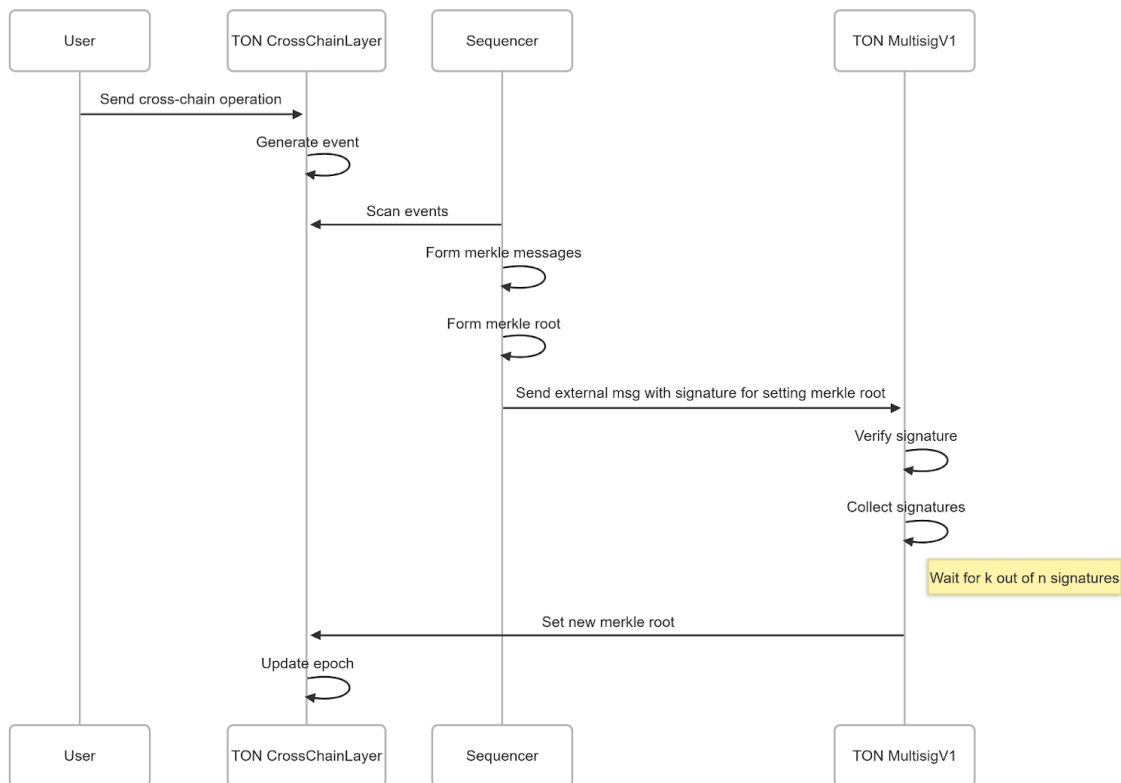 User
TON CrossChainLayer
Sequencer
TON MultisigV1
Send cross-chain operation
Generate event
Scan events
Form merkle messages
Form merkle root
Send external msg with signature for setting merkle root
Verify signature
Collect signatures
Wait for k out of n signatures
Set new merkle root
Update epoch
User
TON CrossChainLayer
Sequencer
TON MultisigV1